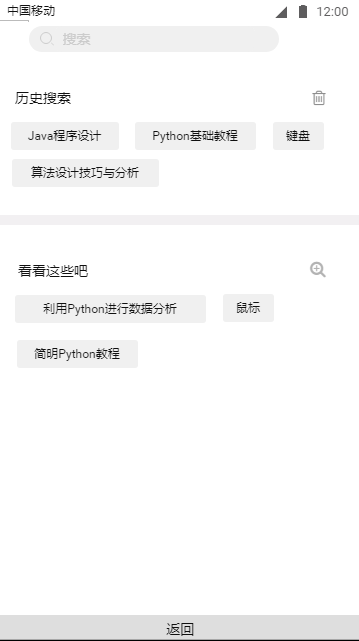 中国移动 12:00
搜索
历史搜索
Java程序设计 Python基础教程 键盘
算法设计技巧与分析
看看这些吧
利用Python进行数据分析 鼠标
简明Python教程
返回